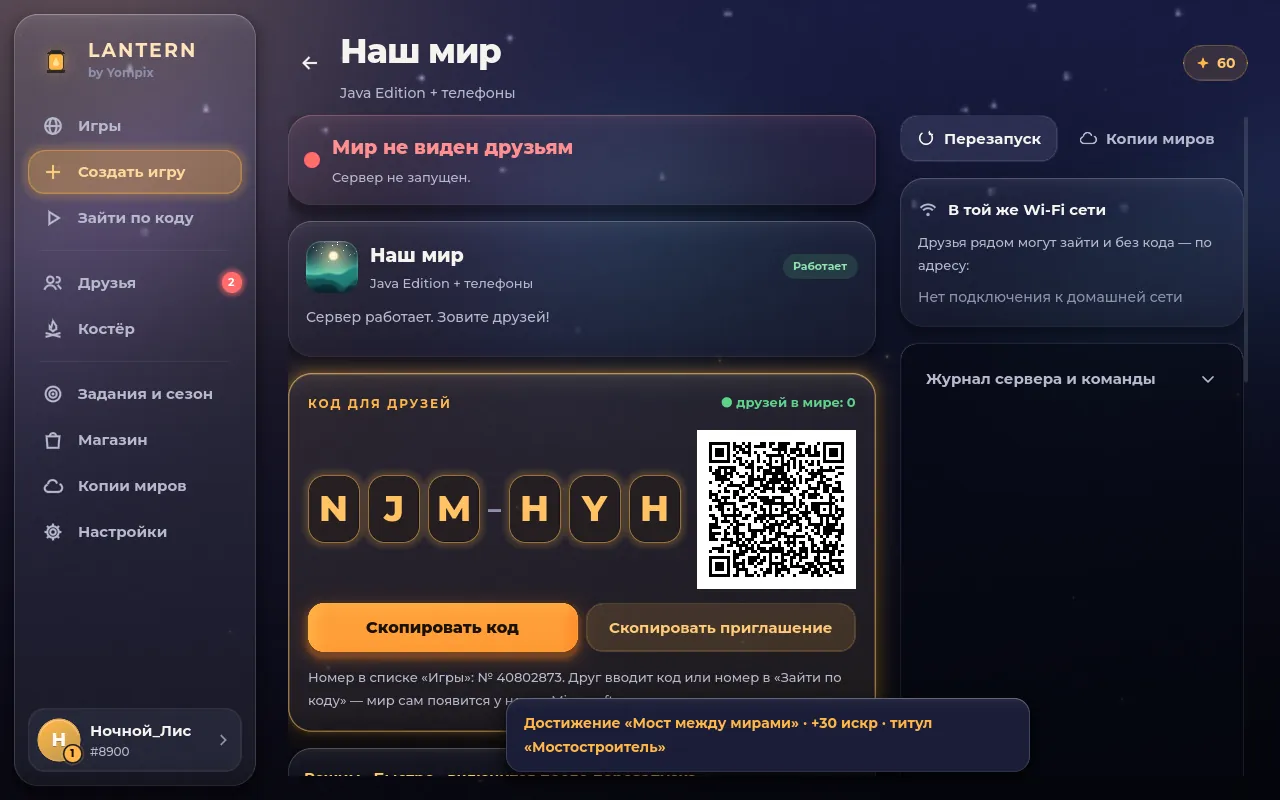 LANTERN
by Yompix
Игры
Создать игру
Зайти по коду
Друзья
2
Костёр
Задания и сезон
Магазин
Копии миров
Настройки
Н
1
Ночной_Лис
#8900
Наш мир
Java Edition + телефоны
60
Мир не виден друзьям
Сервер не запущен.
Наш мир
Java Edition + телефоны
Работает
Сервер работает. Зовите друзей!
КОД ДЛЯ ДРУЗЕЙ
друзей в мире: 0
N J M – H Y H
Скопировать код
Скопировать приглашение
Номер в списке «Игры»: № 40802873. Друг вводит код или номер в «Зайти по
коду» — мир сам появится у
Достижение «Мост между мирами» · +30 искр · титул
«Мостостроитель»
Перезапуск
Копии миров
В той же Wi-Fi сети
Друзья рядом могут зайти и без кода — по
адресу:
Нет подключения к домашней сети
Журнал сервера и команды